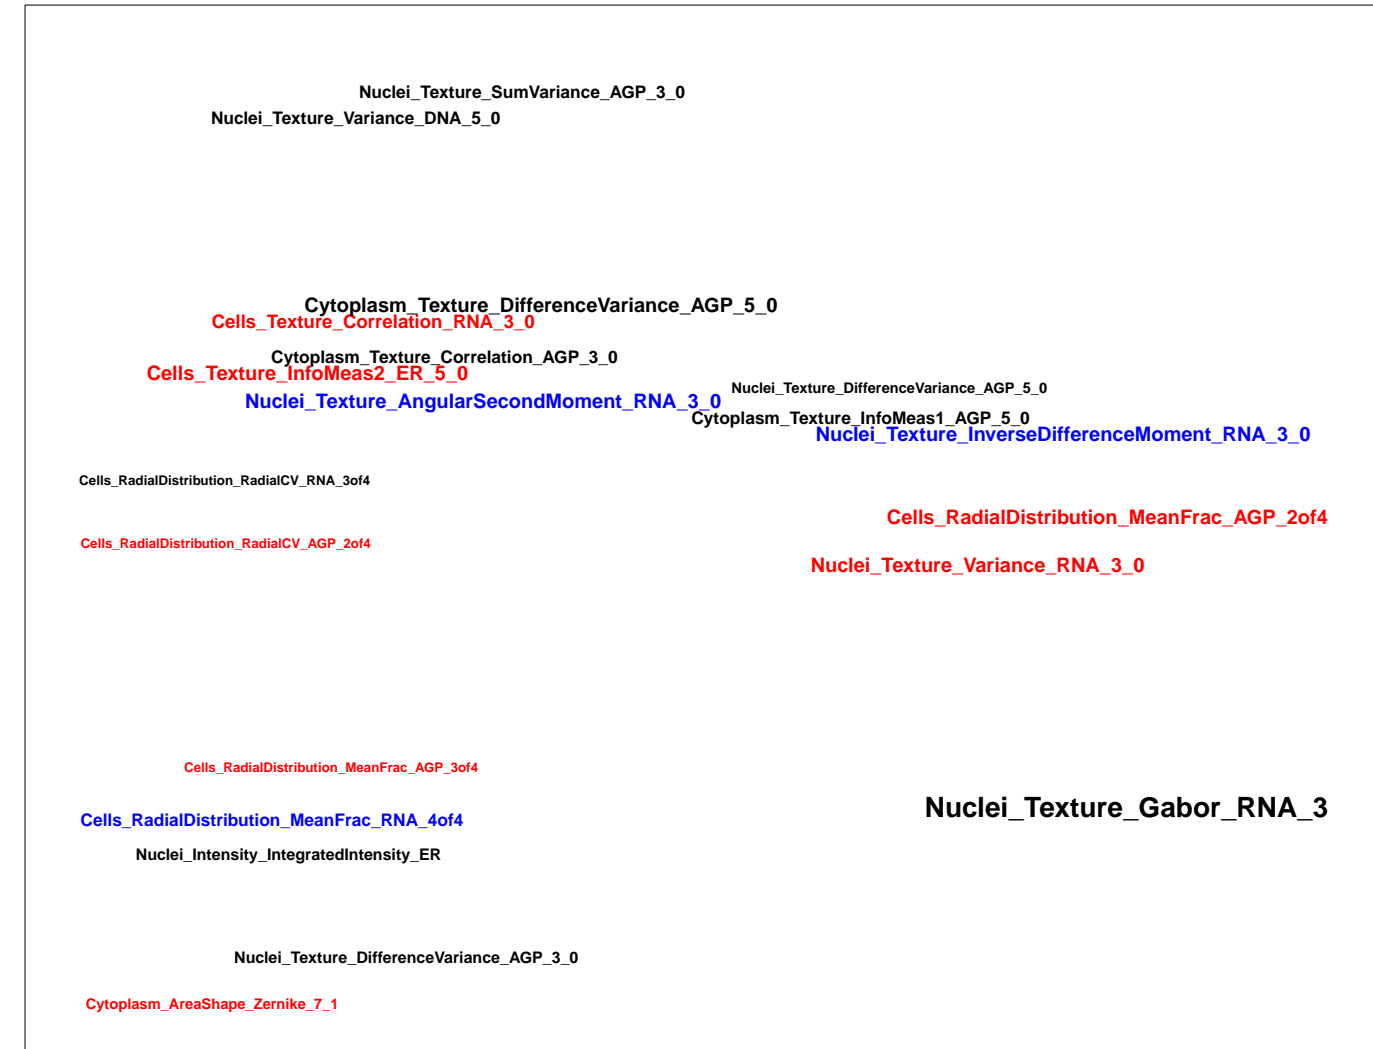 Nuclei_Texture_SumVariance_AGP_3_0
Nuclei_Texture_Variance_DNA_5_0
Cytoplasm_Texture_DifferenceVariance_AGP_5_0
Cells_Texture_Correlation_RNA_3_0
Cytoplasm_Texture_Correlation_AGP_3_0
Cells_Texture_InfoMeas2_ER_5_0
Nuclei_Texture_DifferenceVariance_AGP_5_0
Nuclei_Texture_AngularSecondMoment_RNA_3_0
Cytoplasm_Texture_InfoMeas1_AGP_5_0
Nuclei_Texture_InverseDifferenceMoment_RNA_3_0
Cells_RadialDistribution_RadialCV_RNA_3of4
Cells_RadialDistribution_MeanFrac_AGP_2of4
Cells_RadialDistribution_RadialCV_AGP_2of4
Nuclei_Texture_Variance_RNA_3_0
Cells_RadialDistribution_MeanFrac_AGP_3of4
Nuclei_Texture_Gabor_RNA_3
Cells_RadialDistribution_MeanFrac_RNA_4of4
Nuclei_Intensity_IntegratedIntensity_ER
Nuclei_Texture_DifferenceVariance_AGP_3_0
Cytoplasm_AreaShape_Zernike_7_1